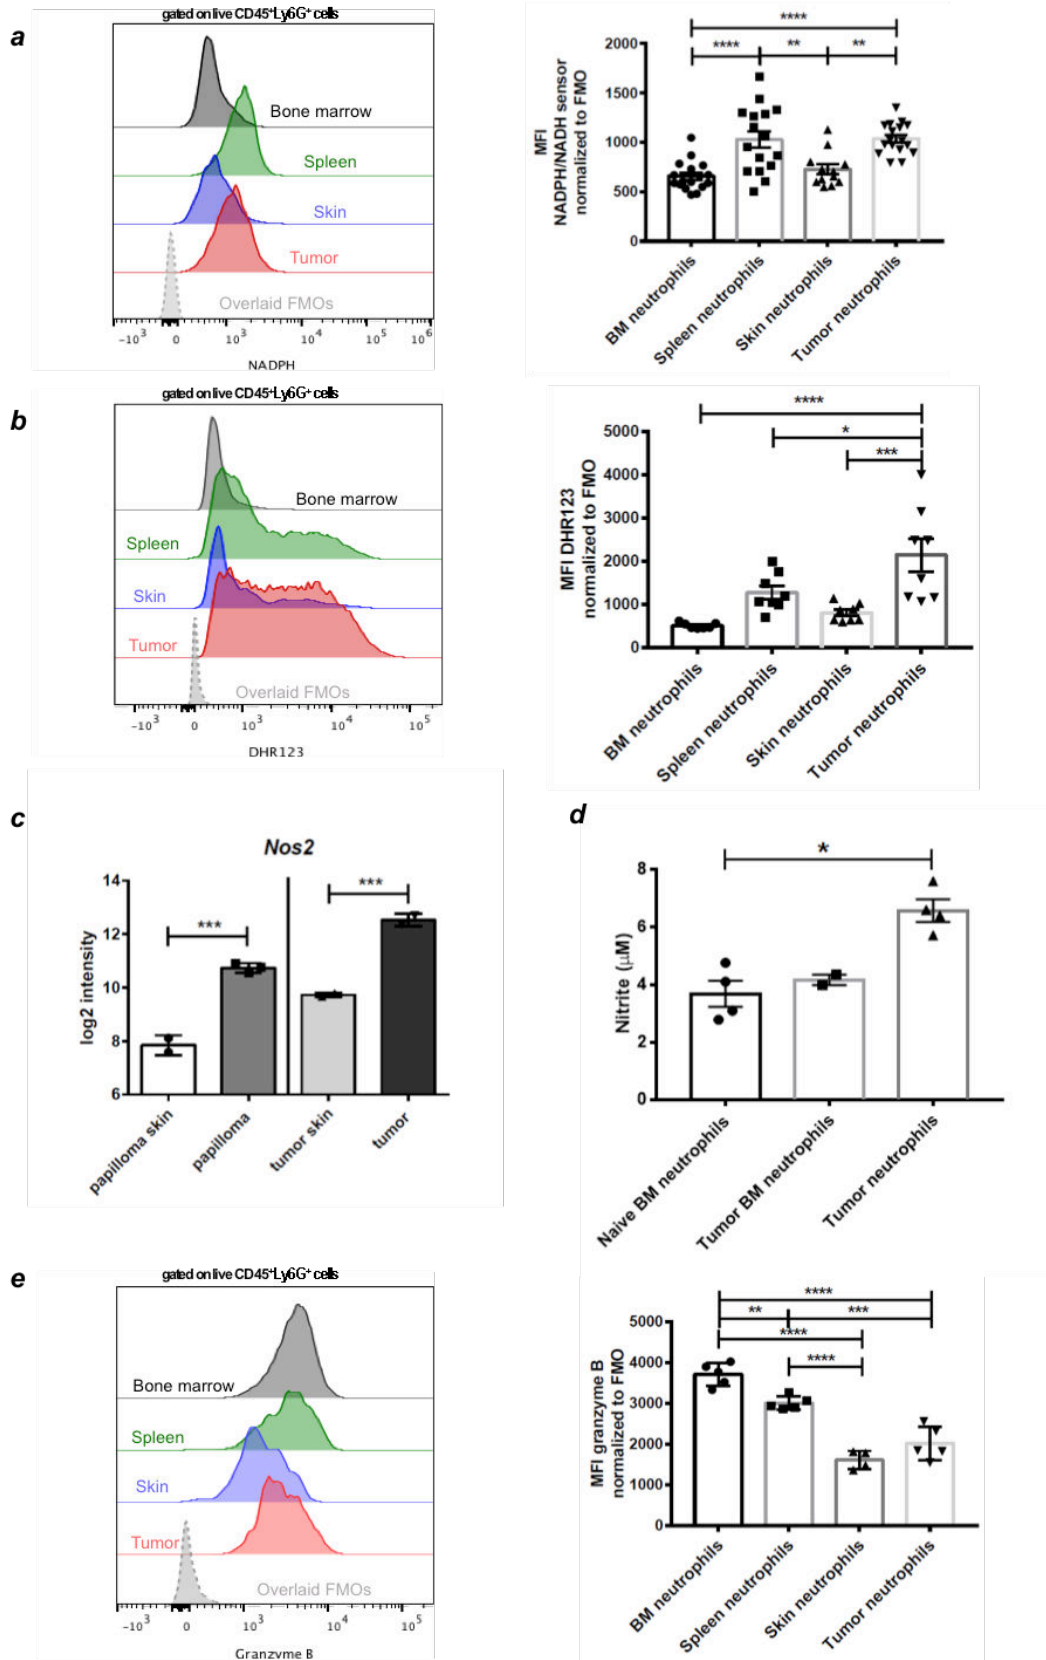 a
gated on live CD45+Ly6G+ cells
Bone marrow
Spleen
Skin
Tumor
Overlaid FMOs
-10³ 0 10³ 10⁴ 10⁵ 10⁶
NADPH
MFI
NADPH/NADH sensor
normalized to FMO
2000
1500
1000
500
0
****
**** ** **
BM neutrophils
Spleen neutrophils
Skin neutrophils
Tumor neutrophils
b
gated on live CD45+Ly6G+ cells
Bone marrow
Spleen
Skin
Tumor
Overlaid FMOs
-10³ 0 10³ 10⁴ 10⁵
DHR123
MFI DHR123
normalized to FMO
5000
4000
3000
2000
1000
0
****
*
***
BM neutrophils
Spleen neutrophils
Skin neutrophils
Tumor neutrophils
c
Nos2
log2 intensity
14
12
10
8
6
***
***
papilloma skin
papilloma
tumor skin
tumor
d
Nitrite (μM)
8
6
4
2
0
*
Naive BM neutrophils
Tumor BM neutrophils
Tumor neutrophils
e
gated on live CD45+Ly6G+ cells
Bone marrow
Spleen
Skin
Tumor
Overlaid FMOs
-10³ 0 10³ 10⁴ 10⁵
Granzyme B
MFI granzyme B
normalized to FMO
5000
4000
3000
2000
1000
0
****
** ***
****
****
BM neutrophils
Spleen neutrophils
Skin neutrophils
Tumor neutrophils